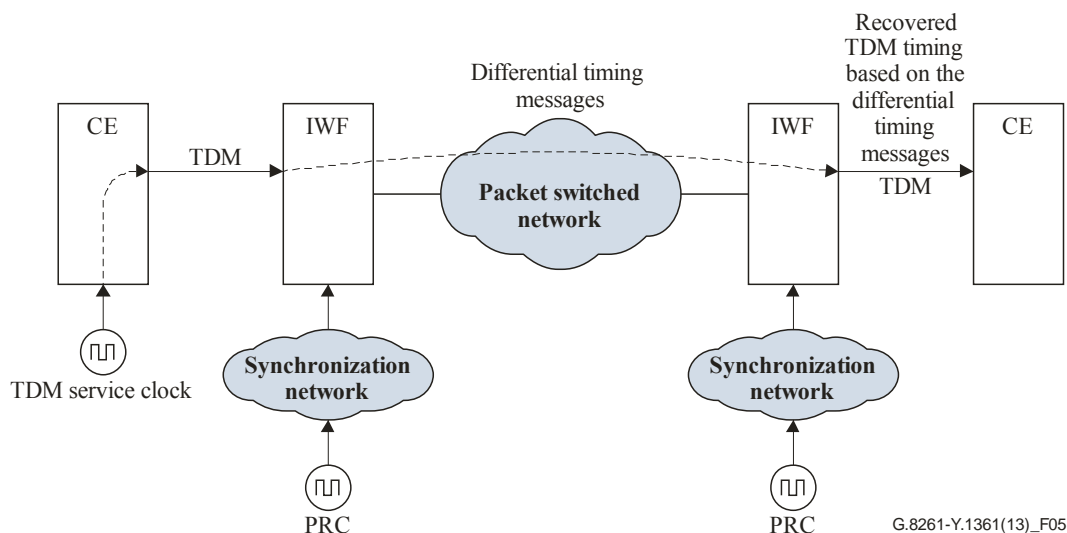 Differential timing
messages
Recovered
TDM timing
based on the
differential
timing
messages
CE
IWF
IWF
CE
TDM
TDM
Packet switched
network
Synchronization
network
Synchronization
network
TDM service clock
PRC
PRC
G.8261-Y.1361(13)_F05